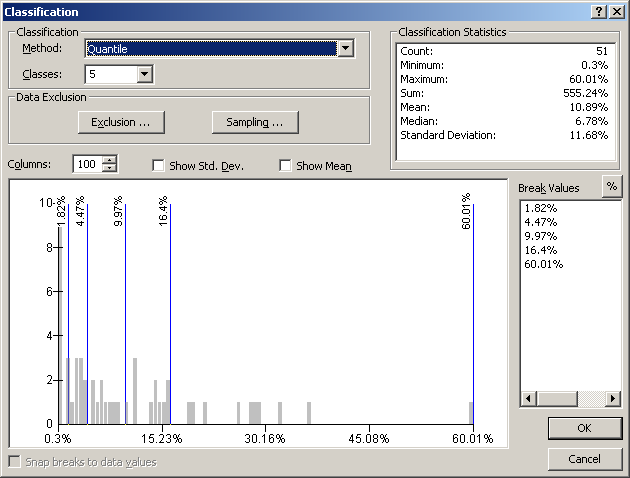 Classification
Classification
Method: Quantile
Classes: 5
Data Exclusion
Exclusion ...
Sampling ...
Classification Statistics
Count: 51
Minimum: 0.3%
Maximum: 60.01%
Sum: 555.24%
Mean: 10.89%
Median: 6.78%
Standard Deviation: 11.68%
Columns: 100
Show Std. Dev.
Show Mean
Break Values
%
1.82%
4.47%
9.97%
16.4%
60.01%
10
8
6
4
2
0
1.82%
4.47%
9.97%
16.4%
60.01%
0.3% 15.23% 30.16% 45.08% 60.01%
Snap breaks to data values
OK
Cancel